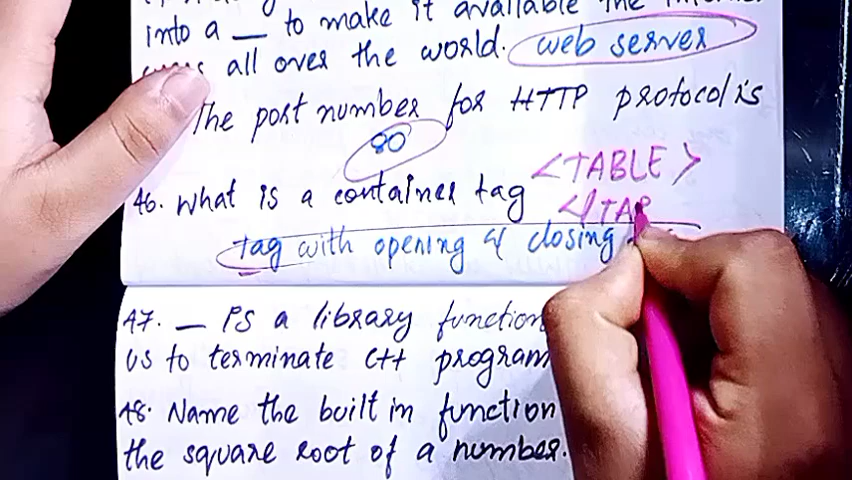 into a __ to make it available the
web server
all over the world.
The port number for HTTP protocol is
80
46. What is a container tag
<TABLE>
</TAB
tag with opening & closing
47. __ is a library function
us to terminate C++ program
48. Name the built in function
the square root of a number.